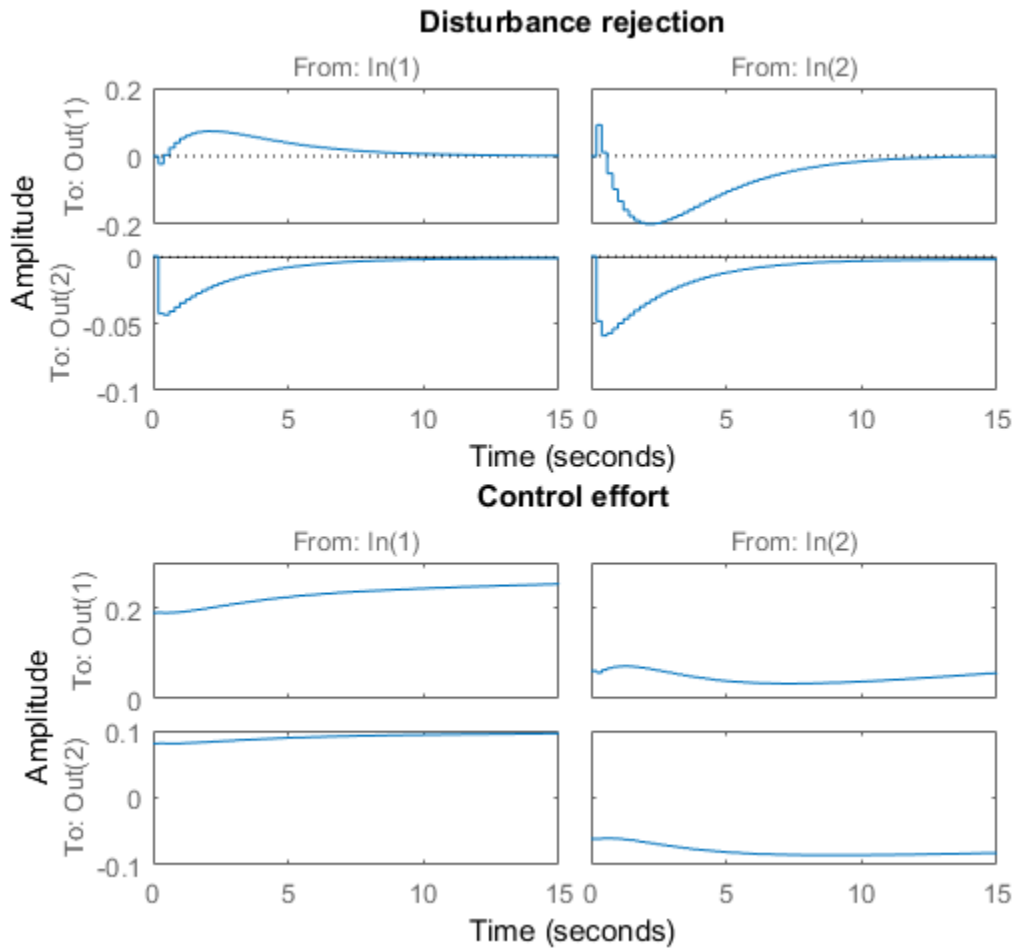 Disturbance rejection
From: In(1)
From: In(2)
Amplitude
To: Out(1)
0.2
0
-0.2
To: Out(2)
0
-0.05
-0.1
0 5 10 15 0 5 10 15
Time (seconds)
Control effort
From: In(1)
From: In(2)
Amplitude
To: Out(1)
0.2
0
To: Out(2)
0.1
0
-0.1
0 5 10 15 0 5 10 15
Time (seconds)